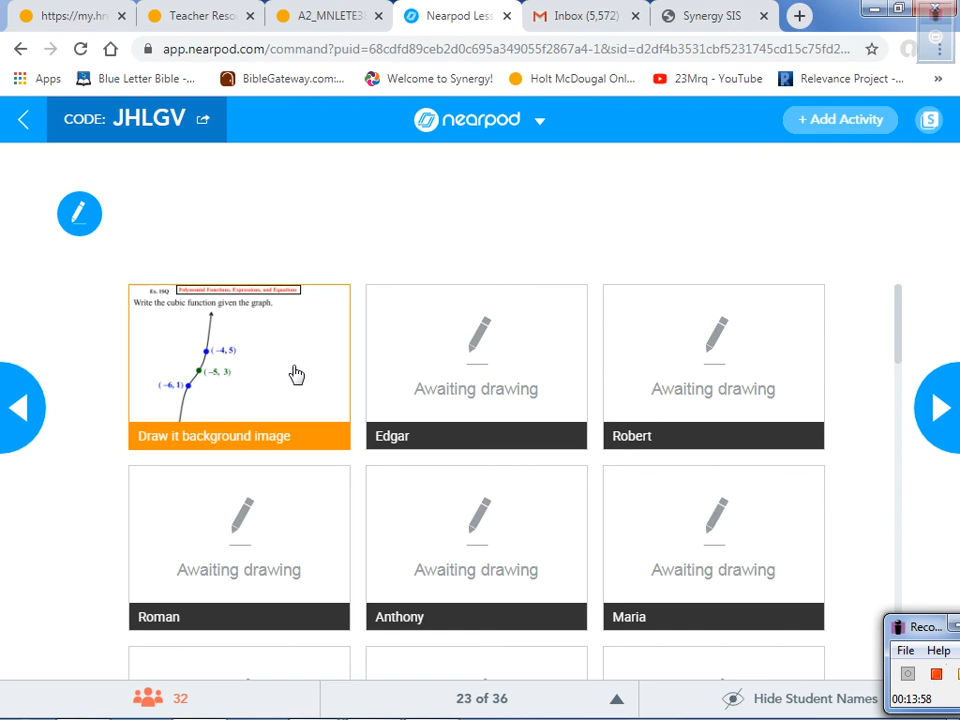 https://my.hr
Teacher Reso
A2_MNLETE3
Nearpod Less
Inbox (5,572)
Synergy SIS
app.nearpod.com/command?puid=68cdfd89ceb2d0c695a349055f2867a4-1&sid=d2df4b3531cbf5231745cd15c75fd2...
Apps
Blue Letter Bible -...
BibleGateway.com:...
Welcome to Synergy!
Holt McDougal Onl...
23Mrq - YouTube
Relevance Project -...
»
CODE: JHLGV
nearpod
+ Add Activity
S
Ex. 1SQ
Polynomial Functions, Expressions, and Equations
Write the cubic function given the graph.
(-4, 5)
(-5, 3)
(-6, 1)
Draw it background image
Awaiting drawing
Edgar
Awaiting drawing
Robert
Awaiting drawing
Roman
Awaiting drawing
Anthony
Awaiting drawing
Maria
Reco...
File Help
00:13:58
32
23 of 36
Hide Student Names